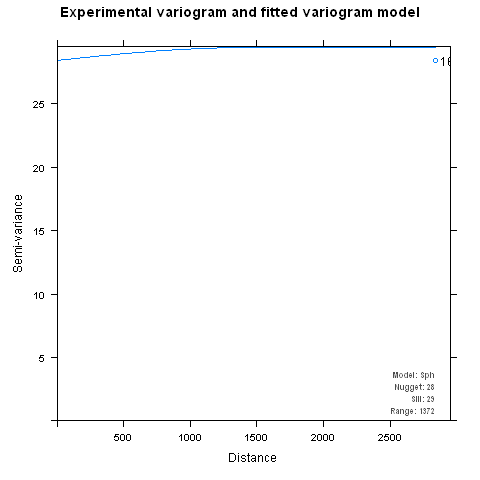 Experimental variogram and fitted variogram model
25
20
15
10
5
Semi-variance
Model: Sph
Nugget: 28
Sill: 29
Range: 1372
500
1000
1500
2000
2500
Distance